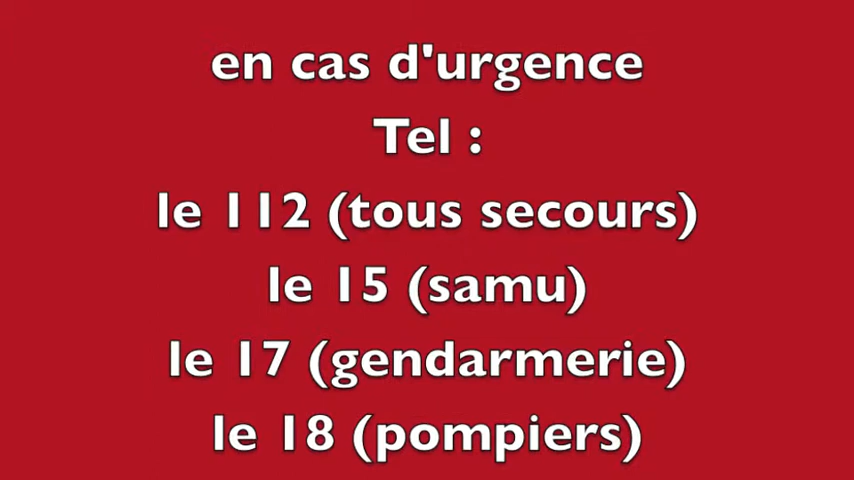 en cas d'urgence
Tel :
le 112 (tous secours)
le 15 (samu)
le 17 (gendarmerie)
le 18 (pompiers)